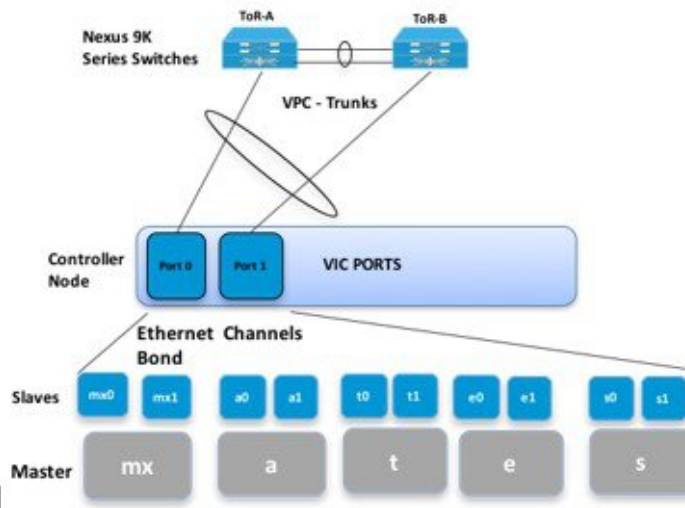 ToR-A
ToR-B
Nexus 9K
Series Switches
VPC - Trunks
Controller
Node
Port 0
Port 1
VIC PORTS
Ethernet Channels
Bond
Slaves
mx0
mx1
a0
a1
t0
t1
e0
e1
s0
s1
Master
mx
a
t
e
s